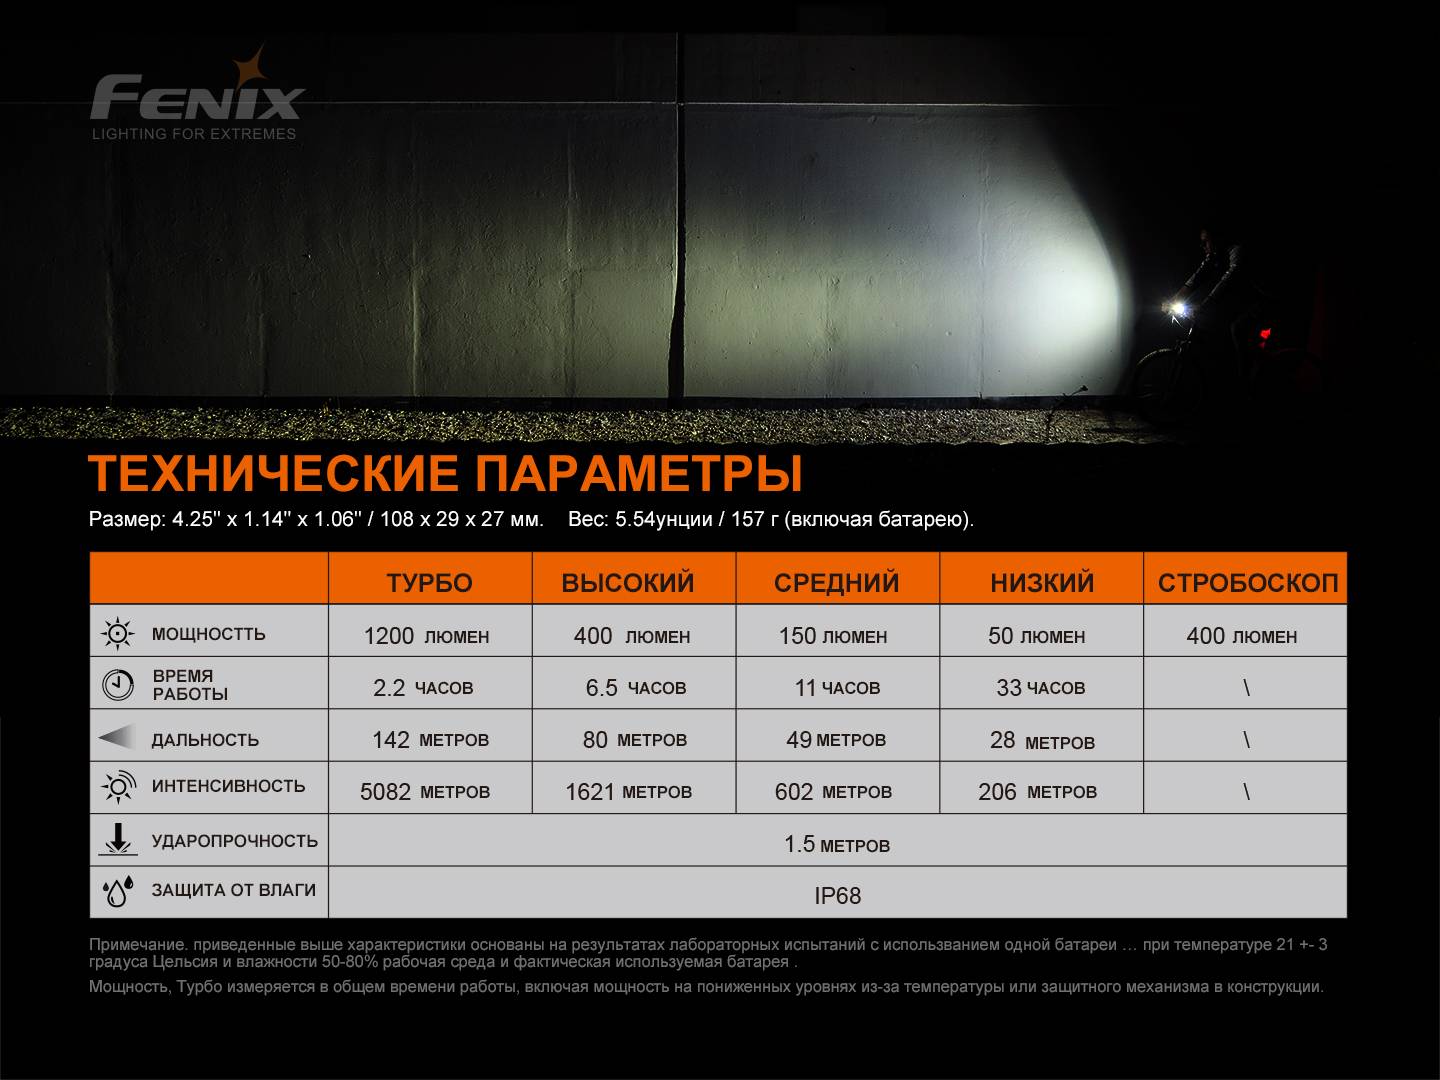 FENIX
LIGHTING FOR EXTREMES
ТЕХНИЧЕСКИЕ ПАРАМЕТРЫ
Размер: 4.25" x 1.14" x 1.06" / 108 x 29 x 27 мм. Вес: 5.54унции / 157 г (включая батарею).
ТУРБО ВЫСОКИЙ СРЕДНИЙ НИЗКИЙ СТРОБОСКОП
МОЩНОСТТЬ 1200 ЛЮМЕН 400 ЛЮМЕН 150 ЛЮМЕН 50 ЛЮМЕН 400 ЛЮМЕН
ВРЕМЯ
РАБОТЫ 2.2 ЧАСОВ 6.5 ЧАСОВ 11 ЧАСОВ 33 ЧАСОВ \
ДАЛЬНОСТЬ 142 МЕТРОВ 80 МЕТРОВ 49 МЕТРОВ 28 МЕТРОВ \
ИНТЕНСИВНОСТЬ 5082 МЕТРОВ 1621 МЕТРОВ 602 МЕТРОВ 206 МЕТРОВ \
УДАРОПРОЧНОСТЬ 1.5 МЕТРОВ
ЗАЩИТА ОТ ВЛАГИ IP68
Примечание. приведенные выше характеристики основаны на результатах лабораторных испытаний с использванием одной батареи … при температуре 21 +- 3
градуса Цельсия и влажности 50-80% рабочая среда и фактическая используемая батарея .
Мощность, Турбо измеряется в общем времени работы, включая мощность на пониженных уровнях из-за температуры или защитного механизма в конструкции.